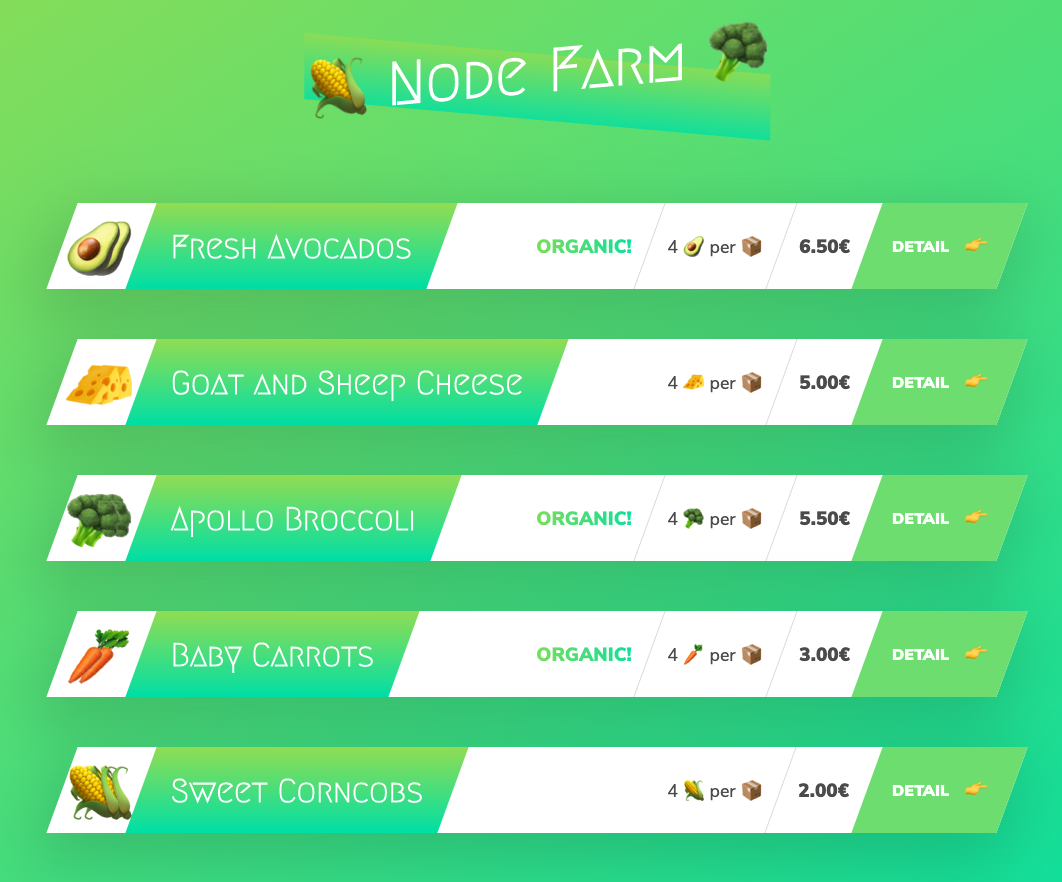 Node Farm
Fresh Avocados ORGANIC! 4 🥑 per 📦 6.50€ DETAIL 👉
Goat and Sheep Cheese 4 🧀 per 📦 5.00€ DETAIL 👉
Apollo Broccoli ORGANIC! 4 🥦 per 📦 5.50€ DETAIL 👉
Baby Carrots ORGANIC! 4 🥕 per 📦 3.00€ DETAIL 👉
Sweet Corncobs 4 🌽 per 📦 2.00€ DETAIL 👉